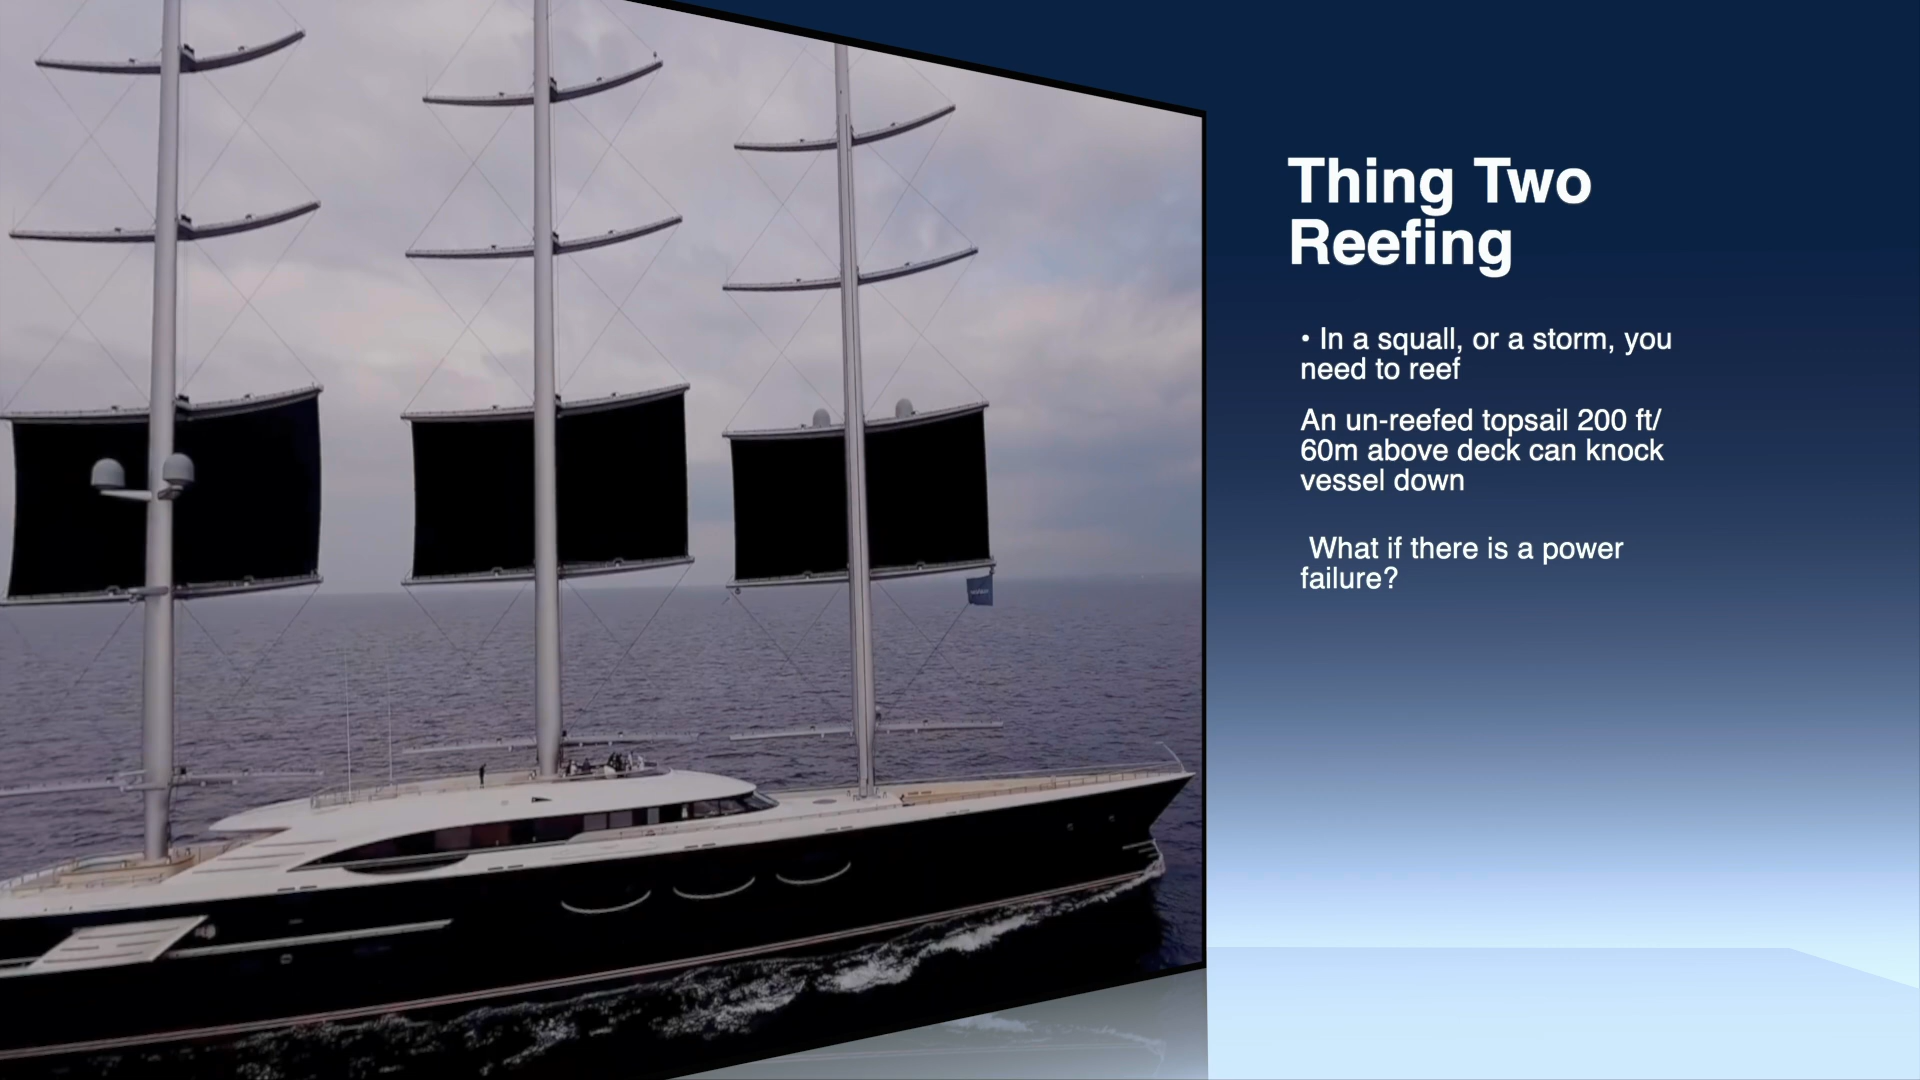 Thing Two
Reefing
• In a squall, or a storm, you
need to reef
An un-reefed topsail 200 ft/
60m above deck can knock
vessel down
What if there is a power
failure?